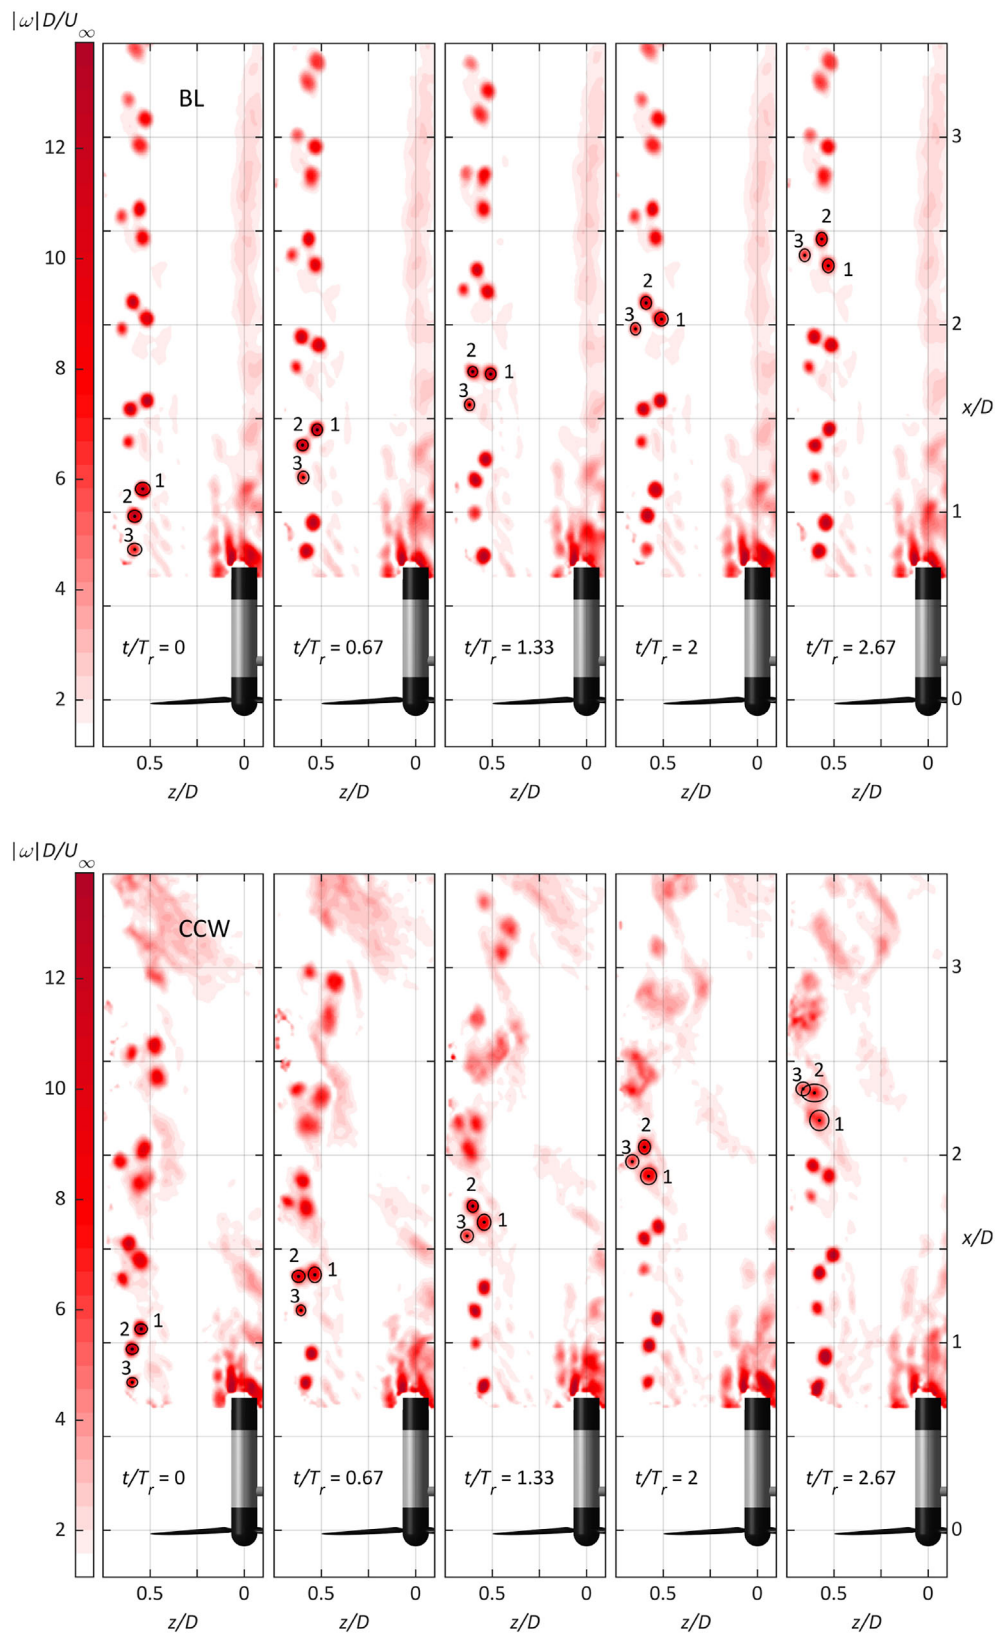 |ω|D/U∞
BL
12
10
8
6
4
2
3
2
1
0
x/D
1
2
3
2
1
3
2
1
3
2
3
1
2
3
1
t/Tr = 0
t/Tr = 0.67
t/Tr = 1.33
t/Tr = 2
t/Tr = 2.67
0.5 0 0.5 0 0.5 0 0.5 0 0.5 0
z/D z/D z/D z/D z/D
|ω|D/U∞
CCW
12
10
8
6
4
2
3
2
1
0
x/D
1
2
3
2
1
3
2
3
1
2
3
1
3
2
1
t/Tr = 0
t/Tr = 0.67
t/Tr = 1.33
t/Tr = 2
t/Tr = 2.67
0.5 0 0.5 0 0.5 0 0.5 0 0.5 0
z/D z/D z/D z/D z/D